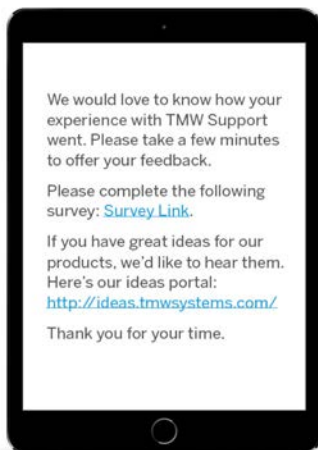 We would love to know how your
experience with TMW Support
went. Please take a few minutes
to offer your feedback.
Please complete the following
survey: Survey Link.
If you have great ideas for our
products, we'd like to hear them.
Here's our ideas portal:
http://ideas.tmwsystems.com/
Thank you for your time.